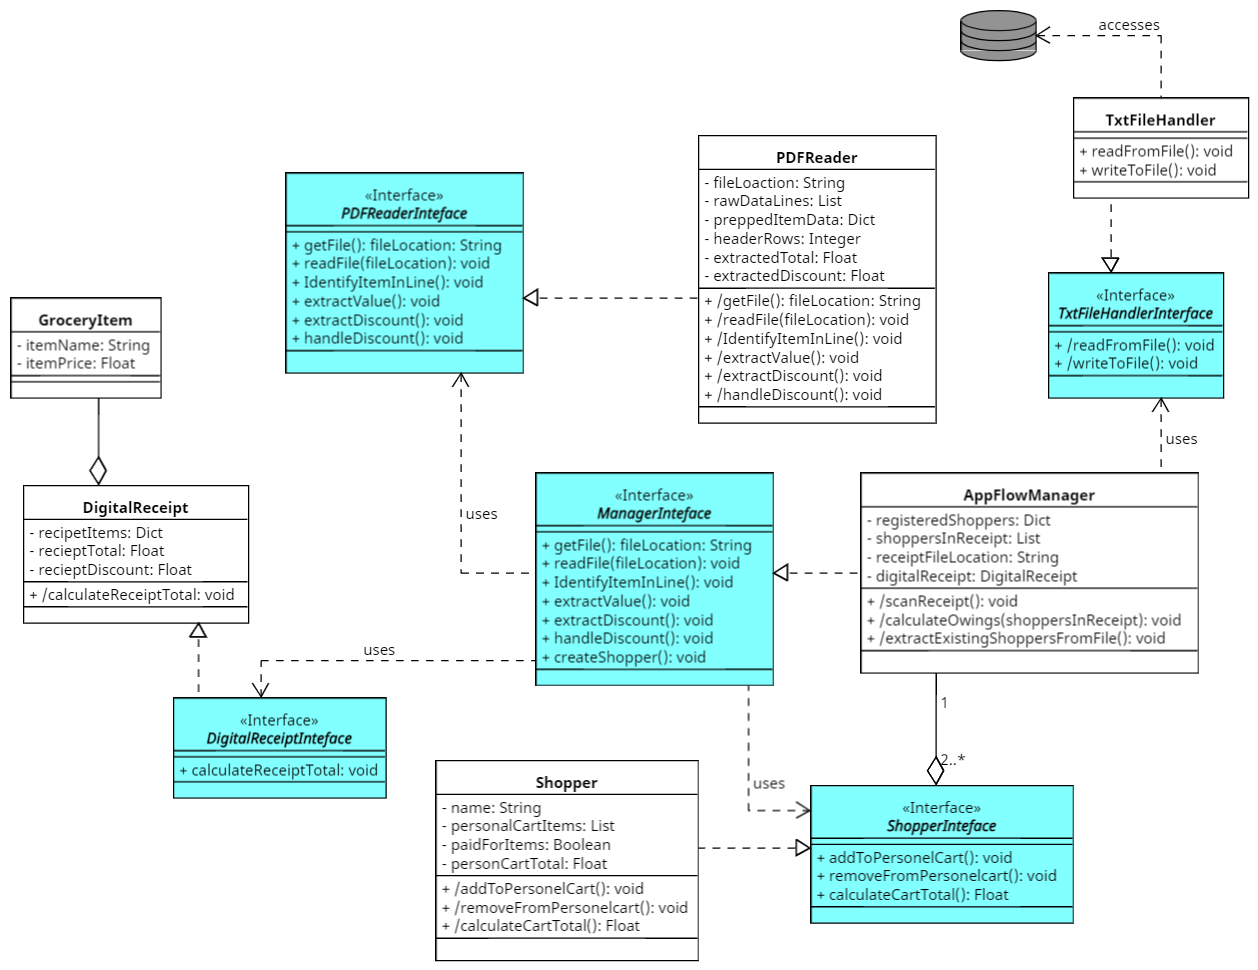 accesses
TxtFileHandler
+ readFromFile(): void
+ writeToFile(): void
PDFReader
- fileLoaction: String
- rawDataLines: List
- preppedItemData: Dict
- headerRows: Integer
- extractedTotal: Float
- extractedDiscount: Float
+ /getFile(): fileLocation: String
+ /readFile(fileLocation): void
+ /IdentifyItemInLine(): void
+ /extractValue(): void
+ /extractDiscount(): void
+ /handleDiscount(): void
«Interface»
PDFReaderInteface
+ getFile(): fileLocation: String
+ readFile(fileLocation): void
+ IdentifyItemInLine(): void
+ extractValue(): void
+ extractDiscount(): void
+ handleDiscount(): void
«Interface»
TxtFileHandlerInterface
+ /readFromFile(): void
+ /writeToFile(): void
GroceryItem
- itemName: String
- itemPrice: Float
uses
DigitalReceipt
- recipetItems: Dict
- recieptTotal: Float
- recieptDiscount: Float
+ /calculateReceiptTotal: void
uses
«Interface»
ManagerInteface
+ getFile(): fileLocation: String
+ readFile(fileLocation): void
+ IdentifyItemInLine(): void
+ extractValue(): void
+ extractDiscount(): void
+ handleDiscount(): void
+ createShopper(): void
AppFlowManager
- registeredShoppers: Dict
- shoppersInReceipt: List
- receiptFileLocation: String
- digitalReceipt: DigitalReceipt
+ /scanReceipt(): void
+ /calculateOwings(shoppersInReceipt): void
+ /extractExistingShoppersFromFile(): void
uses
«Interface»
DigitalReceiptInteface
+ calculateReceiptTotal: void
1
2..*
uses
Shopper
- name: String
- personalCartItems: List
- paidForItems: Boolean
- personCartTotal: Float
+ /addToPersonelCart(): void
+ /removeFromPersonelcart(): void
+ /calculateCartTotal(): Float
«Interface»
ShopperInteface
+ addToPersonelCart(): void
+ removeFromPersonelcart(): void
+ calculateCartTotal(): Float